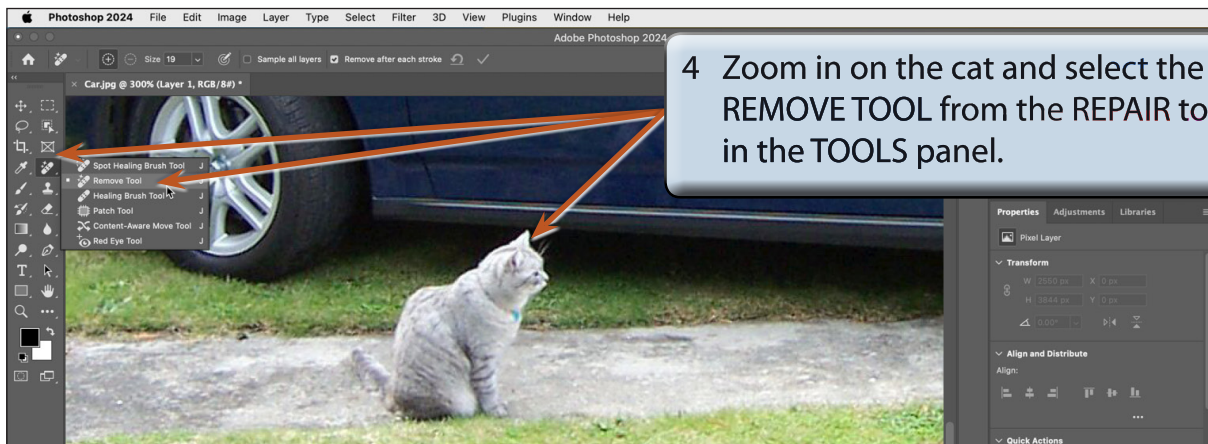 Photoshop 2024 File Edit Image Layer Type Select Filter 3D View Plugins Window Help
Adobe Photoshop 2024
Size 19 Sample all layers Remove after each stroke
× Car.jpg @ 300% (Layer 1, RGB/8#) *
4 Zoom in on the cat and select the
REMOVE TOOL from the REPAIR to
in the TOOLS panel.
Spot Healing Brush Tool J
Remove Tool J
Healing Brush Tool J
Patch Tool J
Content-Aware Move Tool J
Red Eye Tool J
Properties Adjustments Libraries
Pixel Layer
Transform
W 2560 px X 0 px
H 3844 px Y 0 px
0.00°
Align and Distribute
Align:
Quick Actions